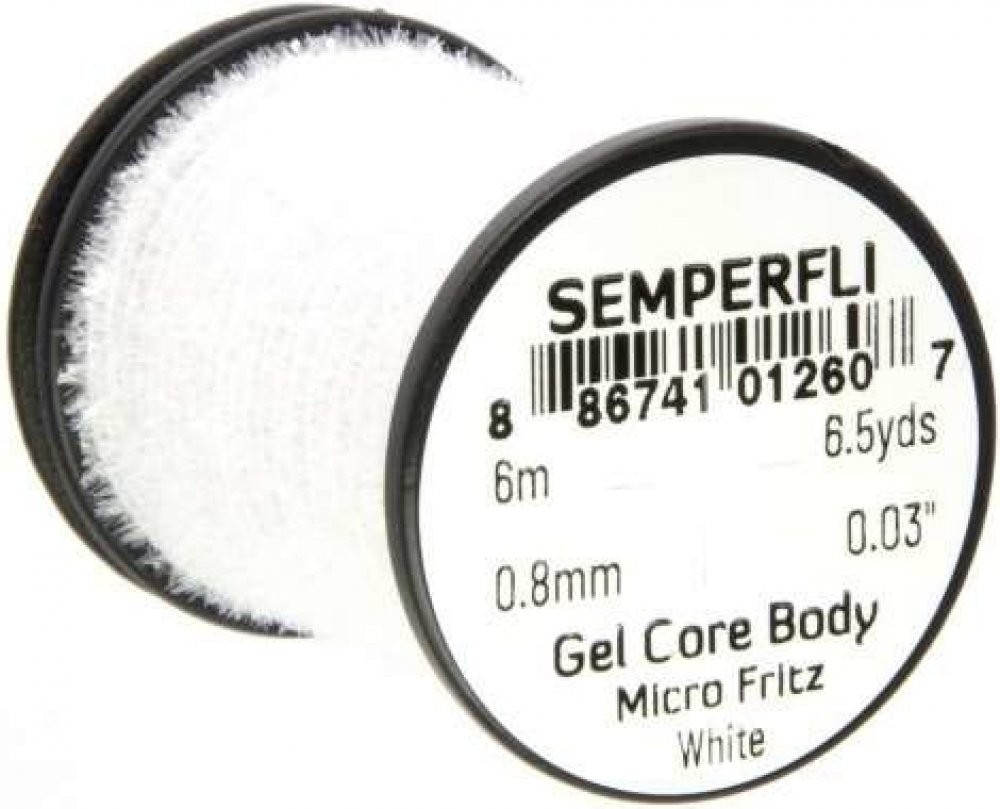 SEMPERFLI
8 86741 01260 7
6m 6.5yds
0.8mm 0.03"
Gel Core Body
Micro Fritz
White